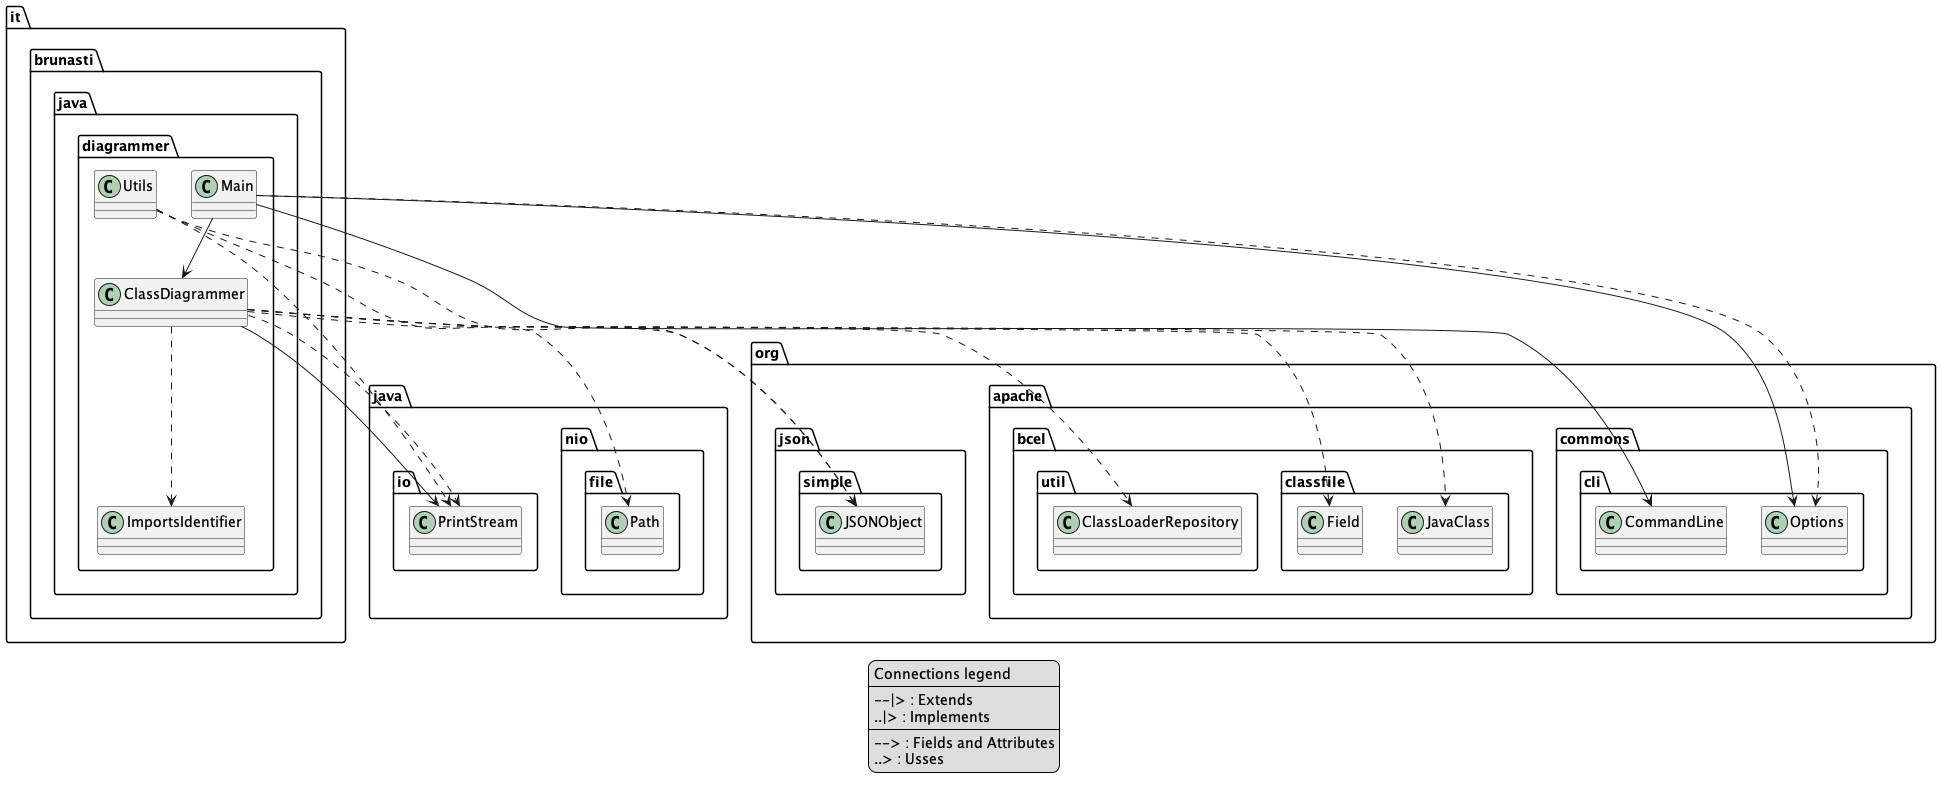 it
brunasti
java
diagrammer
C Utils
C Main
C ClassDiagrammer
C ImportsIdentifier
java
io
C PrintStream
nio
file
C Path
org
json
simple
C JSONObject
apache
bcel
util
C ClassLoaderRepository
classfile
C Field
C JavaClass
commons
cli
C CommandLine
C Options
Connections legend
--|> : Extends
..|> : Implements
--> : Fields and Attributes
..> : Usses